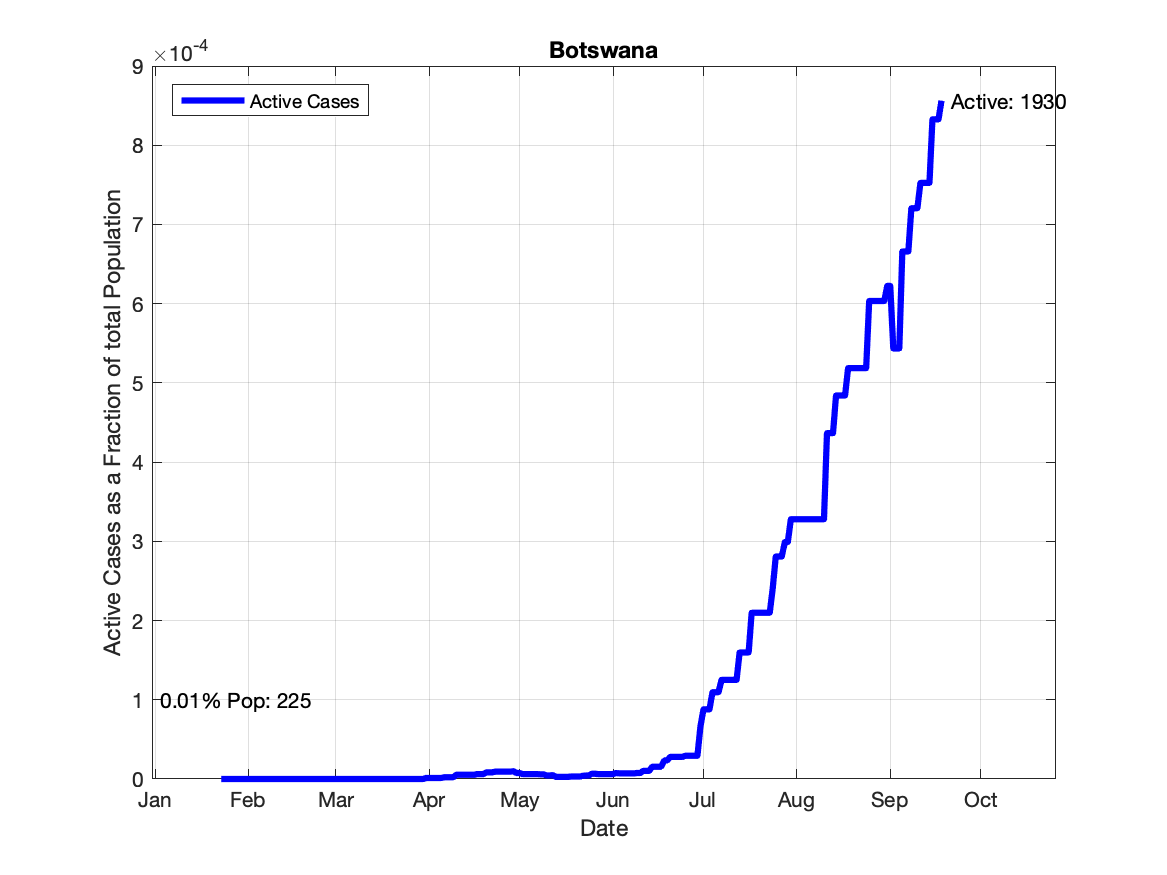 Botswana
×10-4
9
8
7
6
5
4
3
2
1
0
Active Cases as a Fraction of total Population
Active Cases
Active: 1930
0.01% Pop: 225
Jan Feb Mar Apr May Jun Jul Aug Sep Oct
Date